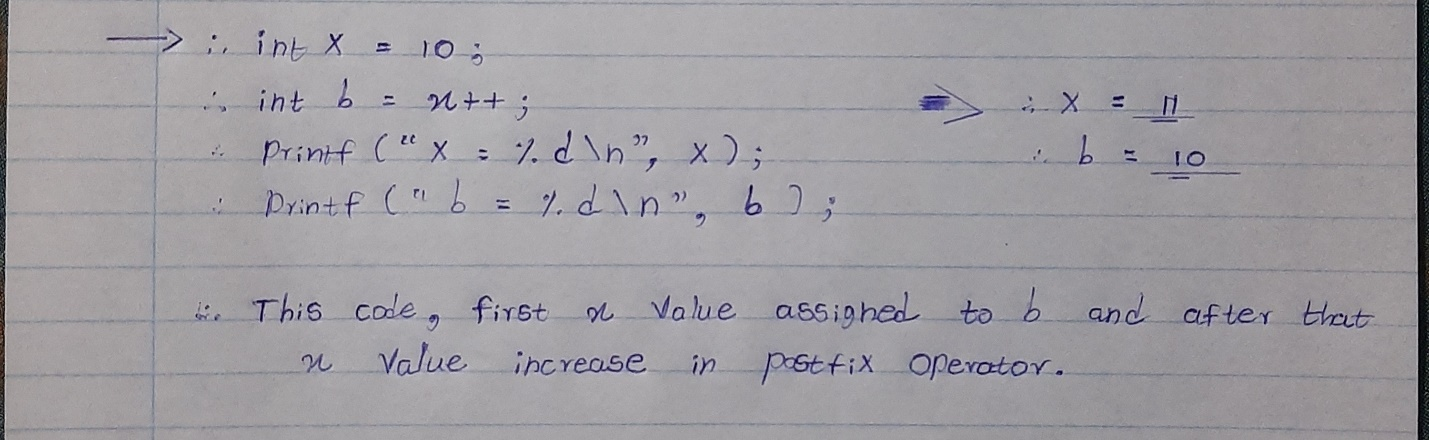 → ∴ int x = 10 ;
∴ int b = x++ ;
⇒ ∴ x = 11
∴ printf (“ x = %d \n”, x ) ;
∴ b = 10
∴ printf (“ b = %d \n”, b ) ;
∴ This code, first x value assigned to b and after that
x value increase in postfix operator.